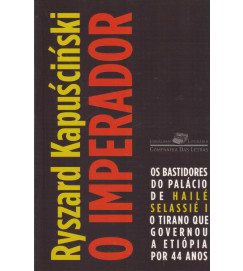 Ryszard Kapuściński
O IMPERADOR
COMPANHIA DAS LETRAS
OS BASTIDORES
DO PALÁCIO
DE HAILÉ
SELASSIÉ I
O TIRANO QUE
GOVERNOU
A ETIÓPIA
POR 44 ANOS